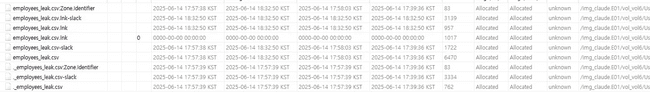 employees_leak.csv:Zone.Identifier 2025-06-14 17:57:38 KST 2025-06-14 18:32:50 KST 2025-06-14 17:58:03 KST 2025-06-14 17:39:36 KST 83 Allocated Allocated unknown /img_claude.E01/vol_vol6/Us
employees_leak.csv.lnk-slack 2025-06-14 18:32:50 KST 2025-06-14 18:32:50 KST 2025-06-14 18:32:50 KST 2025-06-14 18:32:50 KST 3139 Allocated Allocated unknown /img_claude.E01/vol_vol6/Us
employees_leak.csv.lnk 2025-06-14 18:32:50 KST 2025-06-14 18:32:50 KST 2025-06-14 18:32:50 KST 2025-06-14 18:32:50 KST 957 Allocated Allocated unknown /img_claude.E01/vol_vol6/Us
employees_leak.csv.lnk 0 0000-00-00 00:00:00 0000-00-00 00:00:00 0000-00-00 00:00:00 0000-00-00 00:00:00 1017 Allocated Allocated unknown /img_claude.E01/vol_vol6/Us
employees_leak.csv-slack 2025-06-14 17:57:38 KST 2025-06-14 18:32:50 KST 2025-06-14 17:58:03 KST 2025-06-14 17:39:36 KST 1722 Allocated Allocated unknown /img_claude.E01/vol_vol6/Us
employees_leak.csv 2025-06-14 17:57:38 KST 2025-06-14 18:32:50 KST 2025-06-14 17:58:03 KST 2025-06-14 17:39:36 KST 6470 Allocated Allocated unknown /img_claude.E01/vol_vol6/Us
_employees_leak.csv:Zone.Identifier 2025-06-14 17:57:39 KST 2025-06-14 17:57:39 KST 2025-06-14 17:57:39 KST 2025-06-14 17:39:36 KST 83 Allocated Allocated unknown /img_claude.E01/vol_vol6/Us
_employees_leak.csv-slack 2025-06-14 17:57:39 KST 2025-06-14 17:57:39 KST 2025-06-14 17:57:39 KST 2025-06-14 17:39:36 KST 3334 Allocated Allocated unknown /img_claude.E01/vol_vol6/Us
_employees_leak.csv 2025-06-14 17:57:39 KST 2025-06-14 17:57:39 KST 2025-06-14 17:57:39 KST 2025-06-14 17:39:36 KST 762 Allocated Allocated unknown /img_claude.E01/vol_vol6/Us